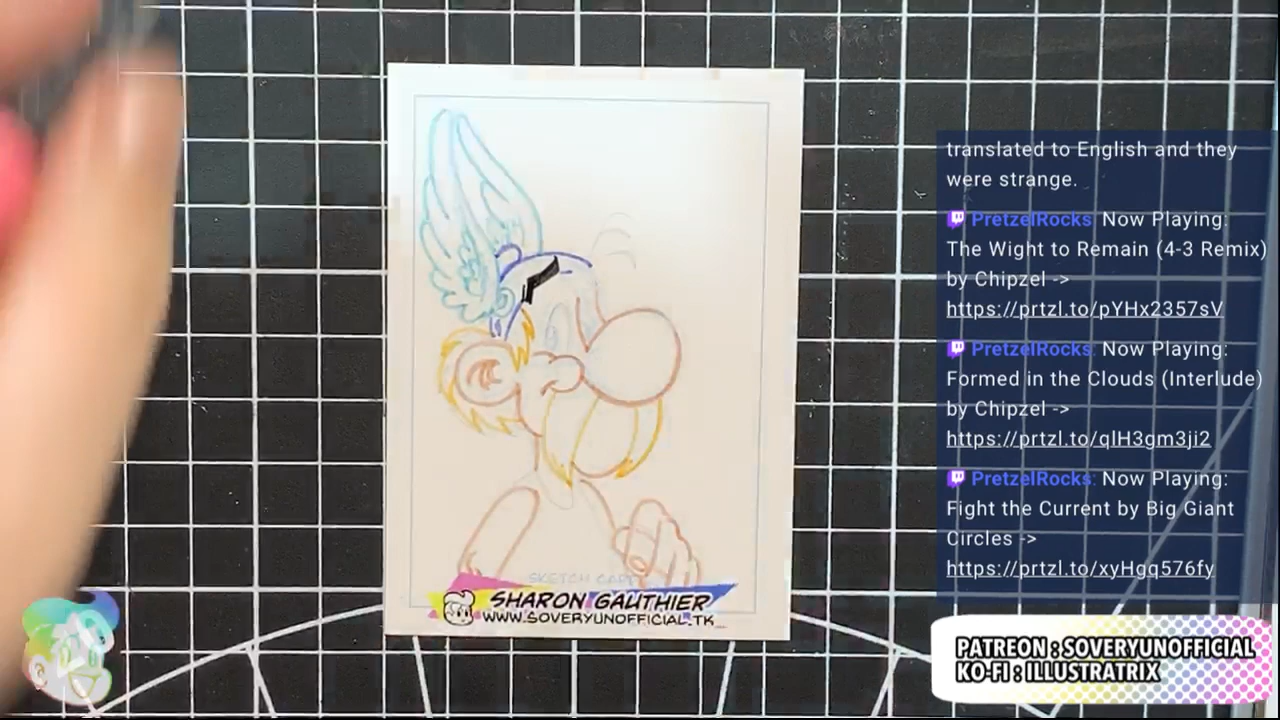 translated to English and they
were strange.
PretzelRocks: Now Playing:
The Wight to Remain (4-3 Remix)
by Chipzel ->
https://prtzl.to/pYHx2357sV
PretzelRocks: Now Playing:
Formed in the Clouds (Interlude)
by Chipzel ->
https://prtzl.to/qlH3gm3ji2
PretzelRocks: Now Playing:
Fight the Current by Big Giant
Circles ->
https://prtzl.to/xyHgq576fy
SKETCH CARD
SHARON GAUTHIER
WWW.SOVERYUNOFFICIAL.TK
PATREON : SOVERYUNOFFICIAL
KO-FI : ILLUSTRATRIX